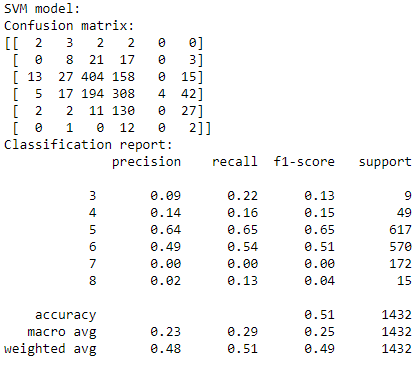 SVM model:
Confusion matrix:
[[ 2 3 2 2 0 0]
[ 0 8 21 17 0 3]
[ 13 27 404 158 0 15]
[ 5 17 194 308 4 42]
[ 2 2 11 130 0 27]
[ 0 1 0 12 0 2]]
Classification report:
precision recall f1-score support
3 0.09 0.22 0.13 9
4 0.14 0.16 0.15 49
5 0.64 0.65 0.65 617
6 0.49 0.54 0.51 570
7 0.00 0.00 0.00 172
8 0.02 0.13 0.04 15
accuracy 0.51 1432
macro avg 0.23 0.29 0.25 1432
weighted avg 0.48 0.51 0.49 1432